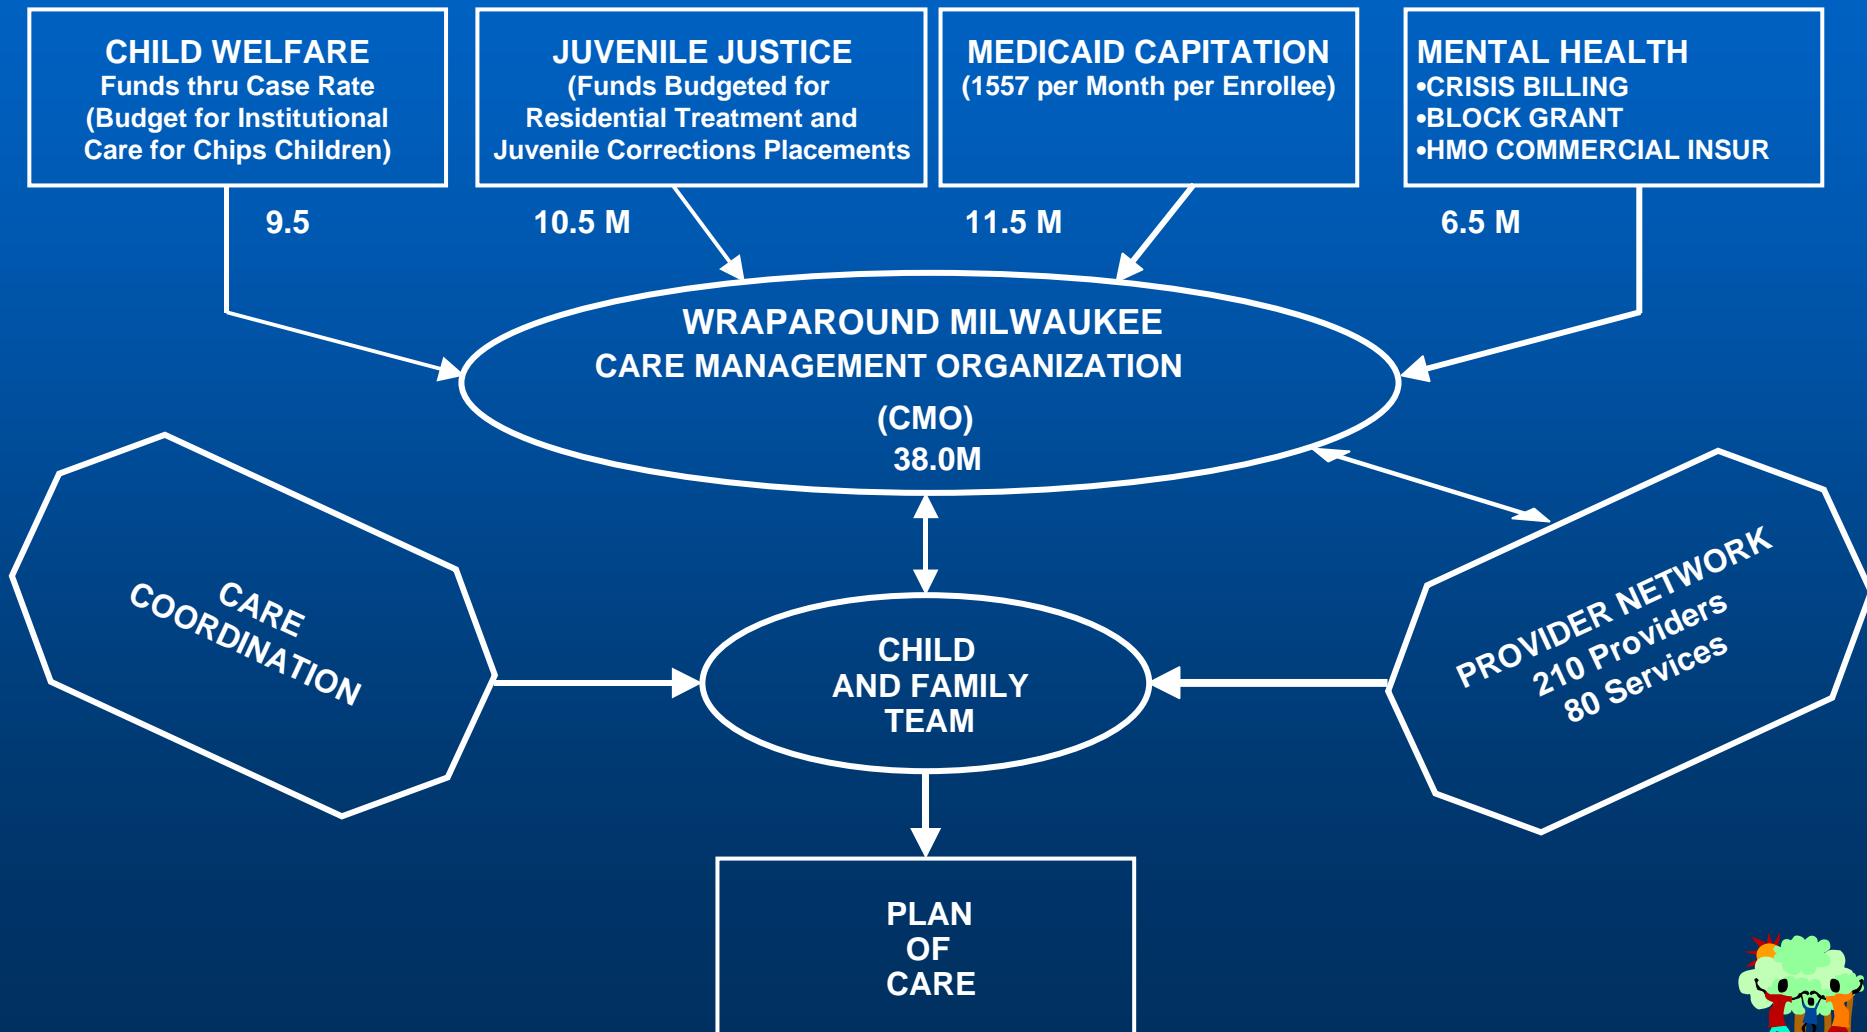 CHILD WELFARE
Funds thru Case Rate
(Budget for Institutional
Care for Chips Children)
JUVENILE JUSTICE
(Funds Budgeted for
Residential Treatment and
Juvenile Corrections Placements
MEDICAID CAPITATION
(1557 per Month per Enrollee)
MENTAL HEALTH
•CRISIS BILLING
•BLOCK GRANT
•HMO COMMERCIAL INSUR
9.5
10.5 M
11.5 M
6.5 M
WRAPAROUND MILWAUKEE
CARE MANAGEMENT ORGANIZATION
(CMO)
38.0M
CARE
COORDINATION
CHILD
AND FAMILY
TEAM
PROVIDER NETWORK
210 Providers
80 Services
PLAN
OF
CARE